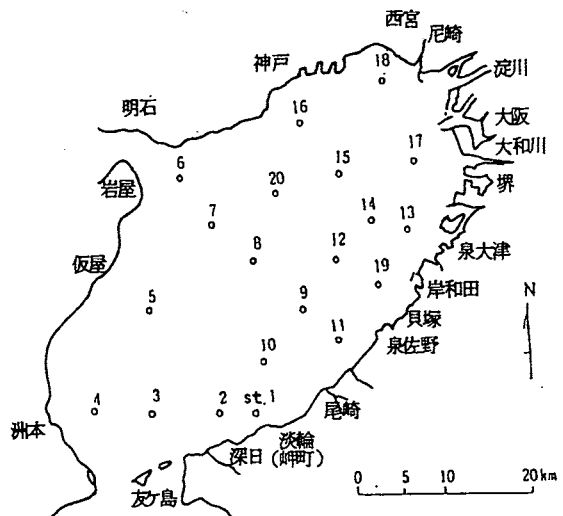 西宮
尼崎
18
淀川
神戸
明石
16
大阪
大和川
17
6
15
堺
岩屋
20
7
14
13
泉大津
8
12
仮屋
19
岸和田
N
5
9
貝塚
泉佐野
11
10
4
3
2
st.1
尾崎
洲本
淡輪
深日(岬町)
友ケ島
0 5 10 20km